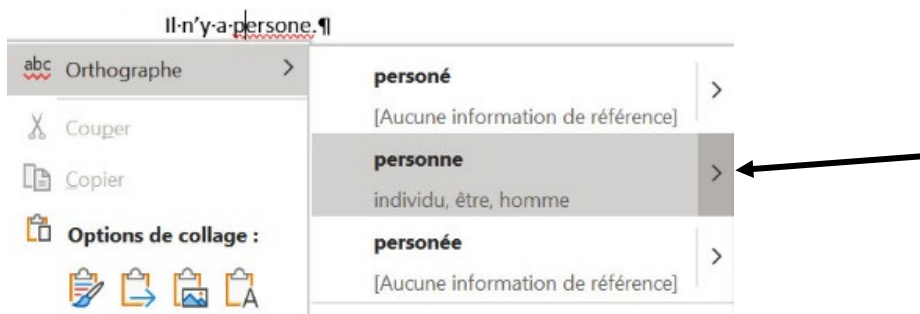 Il·n'y·a·persone.¶
abc Orthographe
Couper
Copier
Options de collage :
A
personé
[Aucune information de référence]
personne
individu, être, homme
personée
[Aucune information de référence]